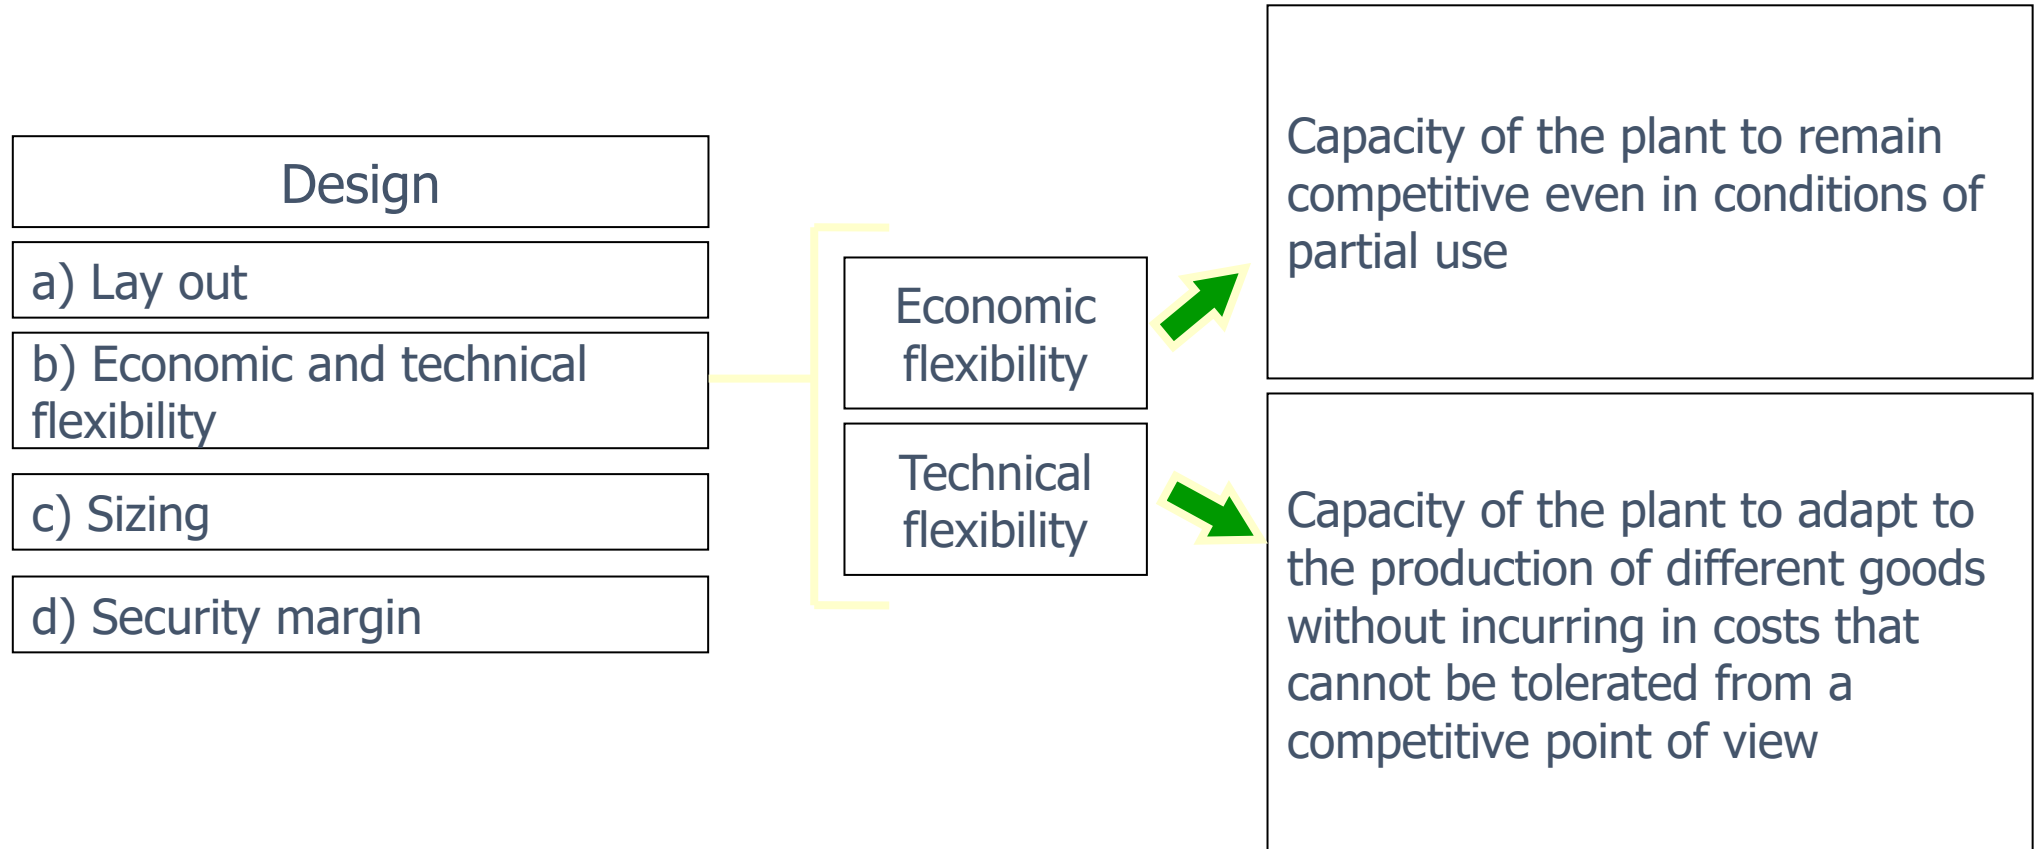 Design
a) Lay out
b) Economic and technical
flexibility
c) Sizing
d) Security margin
Economic
flexibility
Technical
flexibility
Capacity of the plant to remain
competitive even in conditions of
partial use
Capacity of the plant to adapt to
the production of different goods
without incurring in costs that
cannot be tolerated from a
competitive point of view